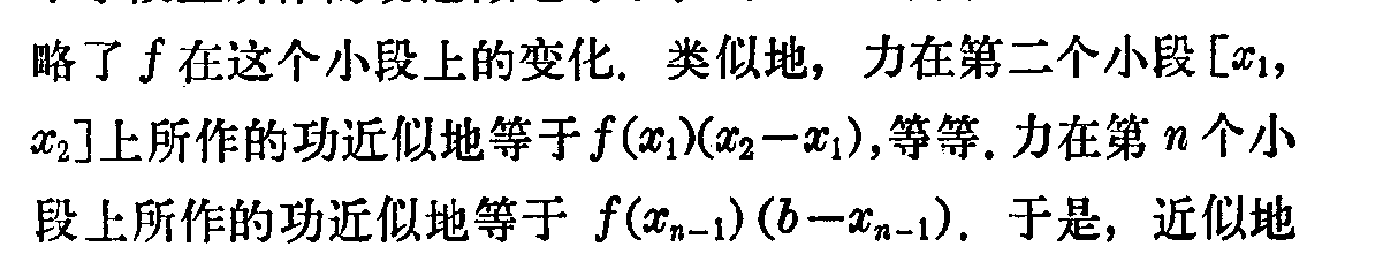 略了 f 在这个小段上的变化. 类似地, 力在第二个小段[x₁,
x₂]上所作的功近似地等于f(x₁)(x₂−x₁),等等. 力在第 n 个小
段上所作的功近似地等于 f(xₙ₋₁)(b−xₙ₋₁). 于是, 近似地